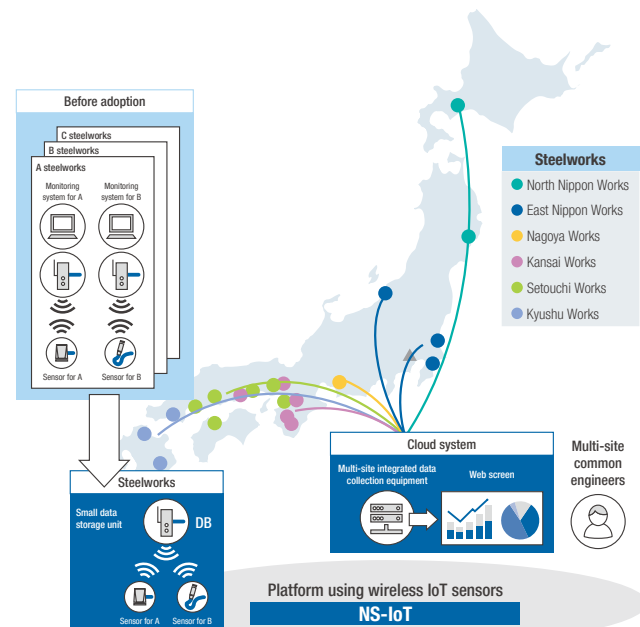 Before adoption
C steelworks
B steelworks
A steelworks
Monitoring
system for A
Monitoring
system for B
Sensor for A
Sensor for B
Steelworks
North Nippon Works
East Nippon Works
Nagoya Works
Kansai Works
Setouchi Works
Kyushu Works
Cloud system
Multi-site integrated data
collection equipment
Web screen
Multi-site
common
engineers
Steelworks
Small data
storage unit
DB
Sensor for A
Sensor for B
Platform using wireless IoT sensors
NS-IoT